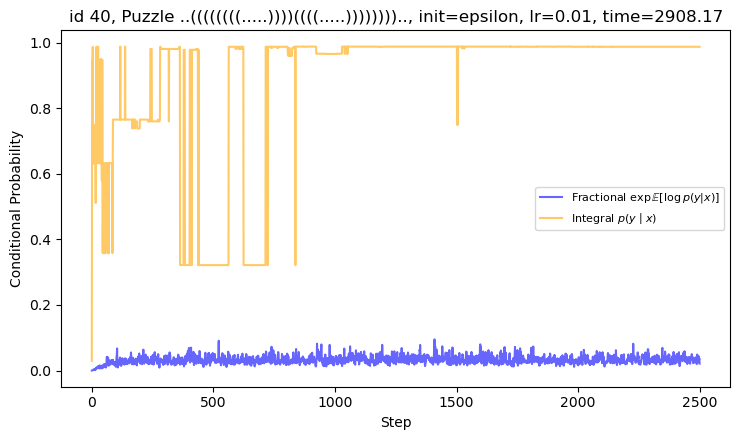 id 40, Puzzle ..((((((((.....))))((((.....)))))))).., init=epsilon, lr=0.01, time=2908.17
1.0
0.8
0.6
0.4
0.2
0.0
Conditional Probability
Fractional exp𝔼[log p(y|x)]
Integral p(y | x)
0
500
1000
1500
2000
2500
Step